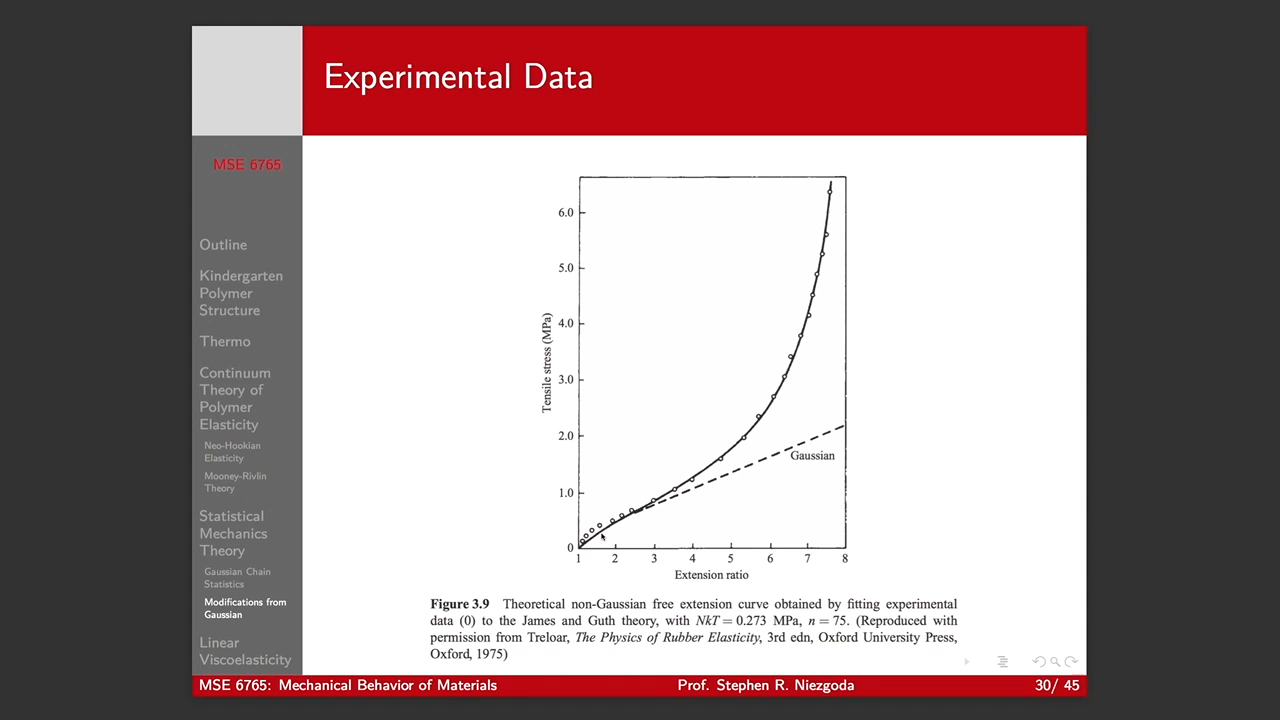 Experimental Data
MSE 6765
Outline
Kindergarten
Polymer
Structure
Thermo
Continuum
Theory of
Polymer
Elasticity
Neo-Hookian
Elasticity
Mooney-Rivlin
Theory
Statistical
Mechanics
Theory
Gaussian Chain
Statistics
Modifications from
Gaussian
Linear
Viscoelasticity
6.0
5.0
4.0
3.0
2.0
1.0
0
Tensile stress (MPa)
Gaussian
1 2 3 4 5 6 7 8
Extension ratio
Figure 3.9 Theoretical non-Gaussian free extension curve obtained by fitting experimental
data (0) to the James and Guth theory, with NkT = 0.273 MPa, n = 75. (Reproduced with
permission from Treloar, The Physics of Rubber Elasticity, 3rd edn, Oxford University Press,
Oxford, 1975)
MSE 6765: Mechanical Behavior of Materials
Prof. Stephen R. Niezgoda
30/ 45